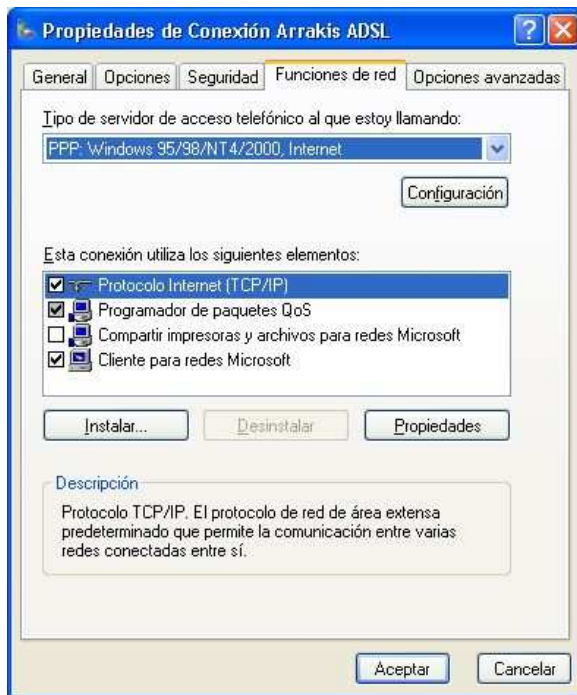 Propiedades de Conexión Arrakis ADSL
General Opciones Seguridad Funciones de red Opciones avanzadas
Tipo de servidor de acceso telefónico al que estoy llamando:
PPP: Windows 95/98/NT4/2000, Internet
Configuración
Esta conexión utiliza los siguientes elementos:
Protocolo Internet (TCP/IP)
Programador de paquetes QoS
Compartir impresoras y archivos para redes Microsoft
Cliente para redes Microsoft
Instalar... Desinstalar Propiedades
Descripción
Protocolo TCP/IP. El protocolo de red de área extensa
predeterminado que permite la comunicación entre varias
redes conectadas entre sí.
Aceptar Cancelar